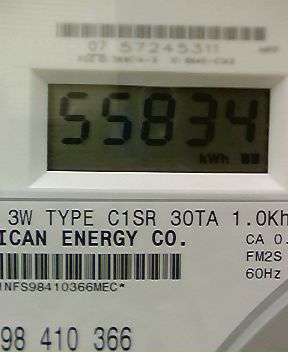 07 57245311
55834
kWh
3W TYPE C1SR 30TA 1.0Kh
ICAN ENERGY CO.
CA 0.
FM2S
60Hz
NFS98410366MEC*
98 410 366